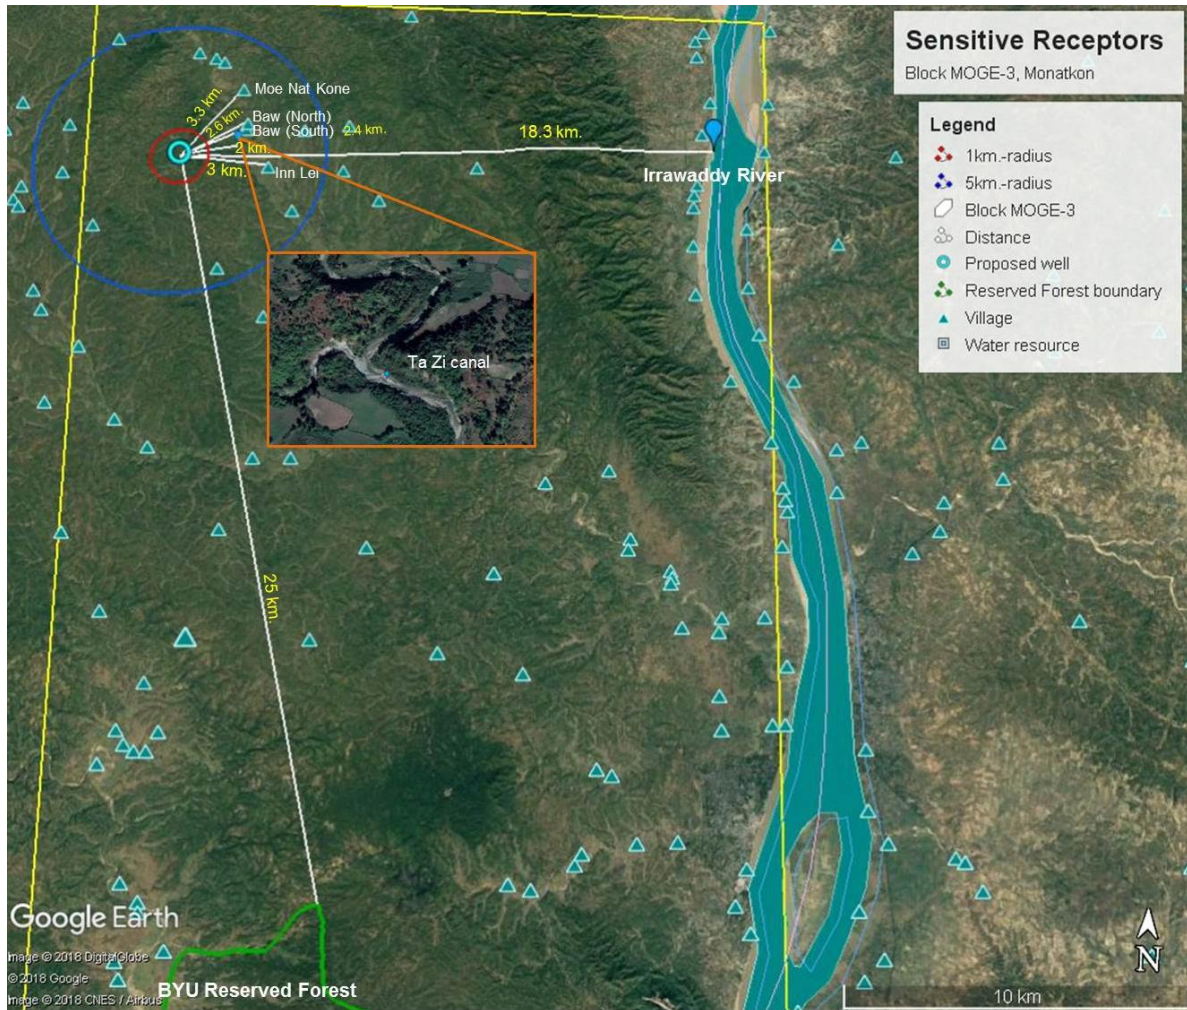 Sensitive Receptors
Block MOGE-3, Monatkon
Legend
1km.-radius
5km.-radius
Block MOGE-3
Distance
Proposed well
Reserved Forest boundary
Village
Water resource
Moe Nat Kone
3.3 km.
2.6 km.
Baw (North)
Baw (South)
2.4 km.
2 km.
18.3 km.
3 km.
Inn Lei
Irrawaddy River
Ta Zi canal
25 km.
Google Earth
Image © 2018 DigitalGlobe
© 2018 Google
Image © 2018 CNES / Airbus
BYU Reserved Forest
N
10 km